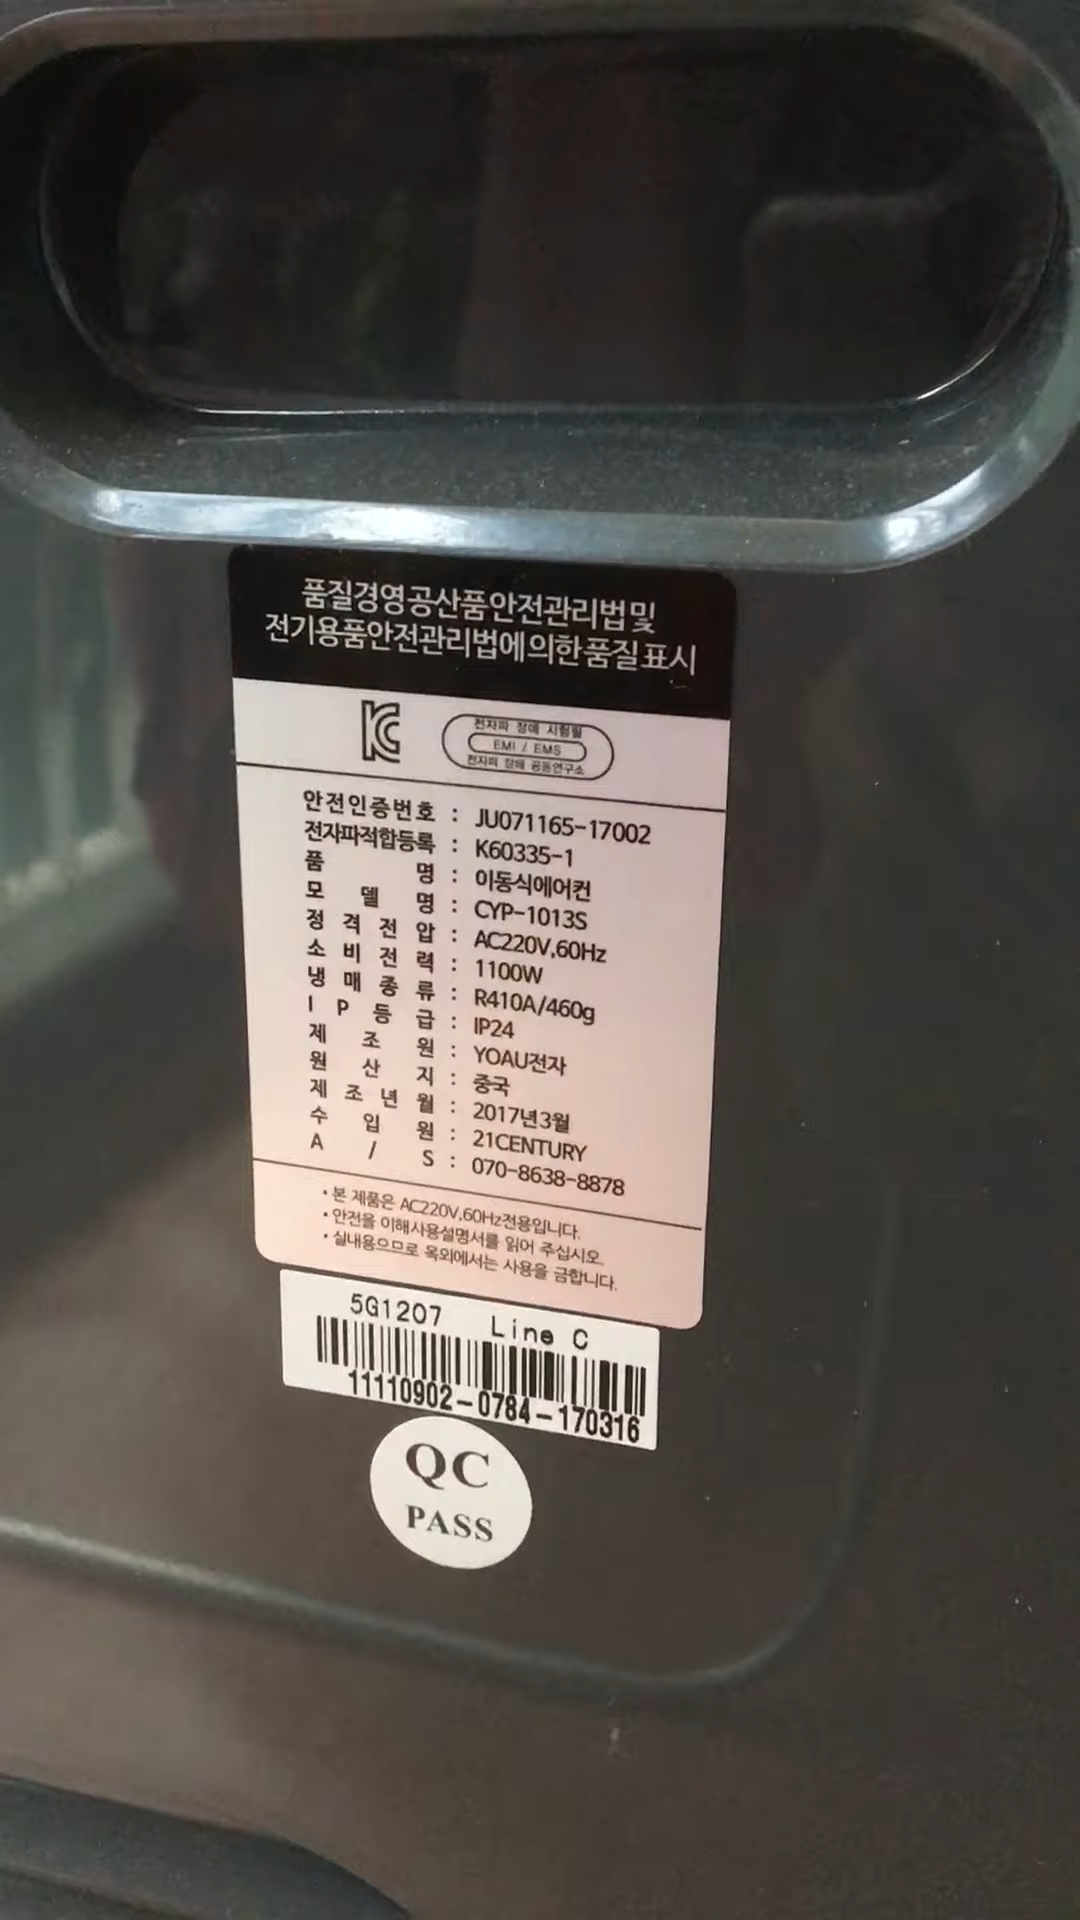 품질경영공산품안전관리법및
전기용품안전관리법에의한품질표시
전자파 장애 시험필
EMI / EMS
전자파 장해 공동연구소
안전인증번호 : JU071165-17002
전자파적합등록 : K60335-1
품 명 : 이동식에어컨
모 델 명 : CYP-1013S
정 격 전 압 : AC220V,60Hz
소 비 전 력 : 1100W
냉 매 종 류 : R410A/460g
I P 등 급 : IP24
제 조 원 : YOAU전자
원 산 지 : 중국
제 조 년 월 : 2017년3월
수 입 원 : 21CENTURY
A / S : 070-8638-8878
· 본 제품은 AC220V,60Hz전용입니다.
· 안전을 이해사용설명서를 읽어 주십시오.
· 실내용으므로 옥외에서는 사용을 금합니다.
5G1207 Line C
11110902-0784-170316
QC
PASS